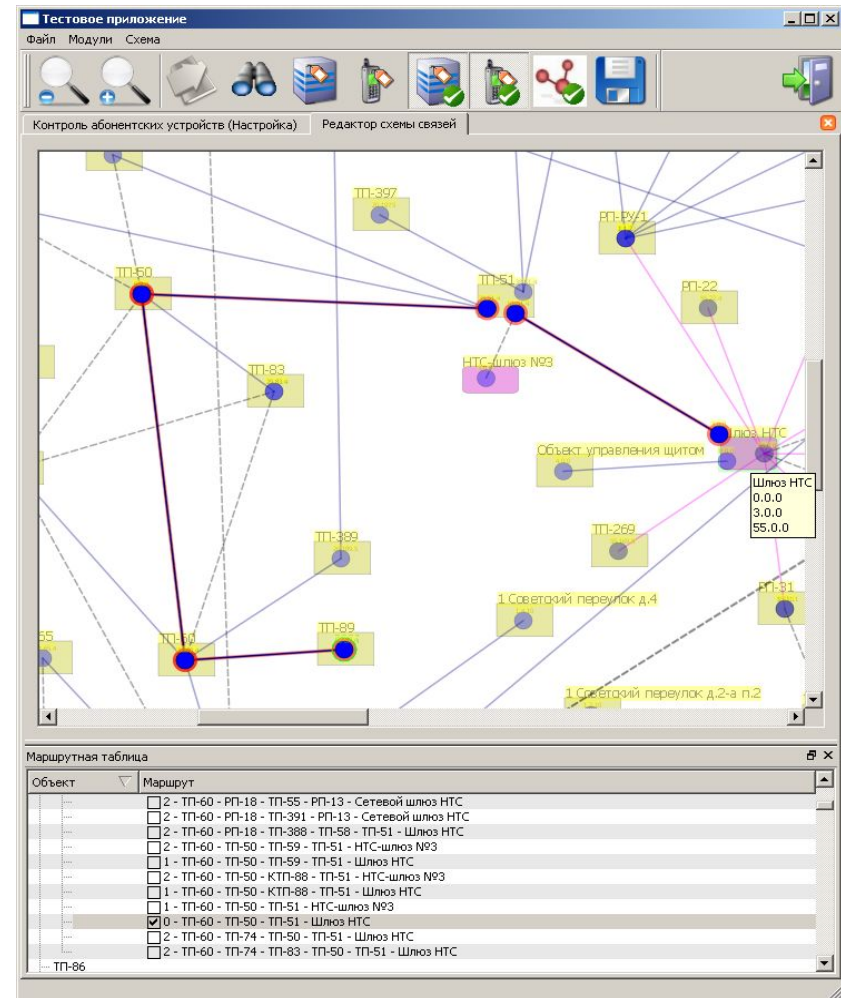 Тестовое приложение
Файл Модули Схема
Контроль абонентских устройств (Настройка) Редактор схемы связей
ТП-397
РП-РУ-1
ТП-50
ТП-51
РП-22
ТП-83
НТС-шлюз №3
Шлюз НТС
Объект управления щитом
Шлюз НТС
0.0.0
3.0.0
55.0.0
ТП-389
ТП-269
РП-31
1 Советский переулок д.4
65
ТП-60
ТП-89
1 Советский переулок д.2-а п.2
Маршрутная таблица
Объект Маршрут
2 - ТП-60 - РП-18 - ТП-55 - РП-13 - Сетевой шлюз НТС
2 - ТП-60 - РП-18 - ТП-391 - РП-13 - Сетевой шлюз НТС
2 - ТП-60 - РП-18 - ТП-388 - ТП-58 - ТП-51 - Шлюз НТС
2 - ТП-60 - ТП-50 - ТП-59 - ТП-51 - НТС-шлюз №3
1 - ТП-60 - ТП-50 - ТП-59 - ТП-51 - Шлюз НТС
2 - ТП-60 - ТП-50 - КТП-88 - ТП-51 - НТС-шлюз №3
1 - ТП-60 - ТП-50 - КТП-88 - ТП-51 - Шлюз НТС
1 - ТП-60 - ТП-50 - ТП-51 - НТС-шлюз №3
0 - ТП-60 - ТП-50 - ТП-51 - Шлюз НТС
2 - ТП-60 - ТП-74 - ТП-50 - ТП-51 - Шлюз НТС
2 - ТП-60 - ТП-74 - ТП-83 - ТП-50 - ТП-51 - Шлюз НТС
ТП-86